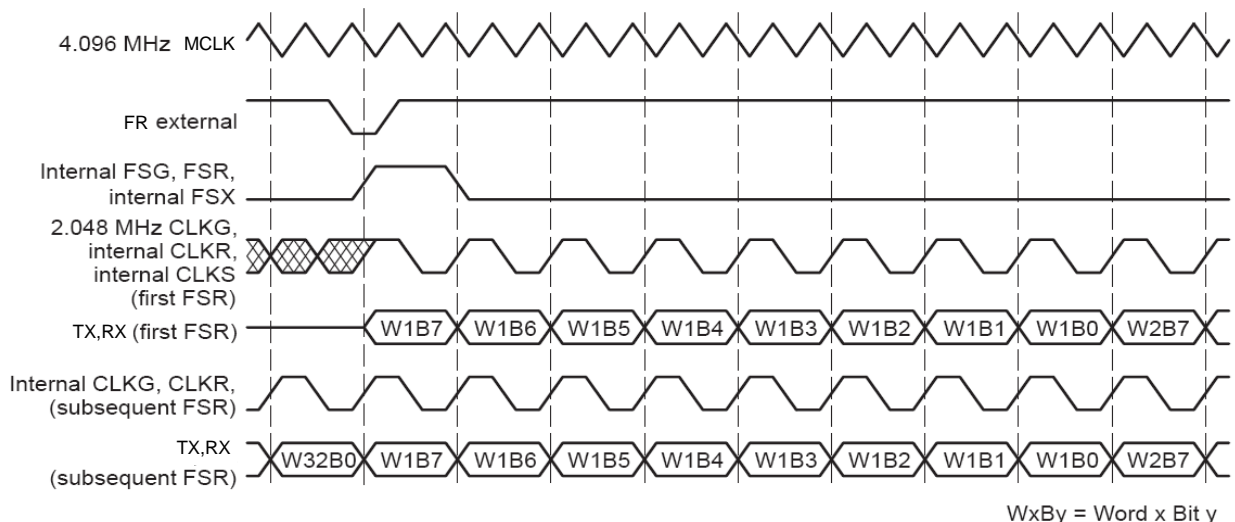 4.096 MHz MCLK
FR external
Internal FSG, FSR,
internal FSX
2.048 MHz CLKG,
internal CLKR,
internal CLKS
(first FSR)
TX,RX (first FSR)
W1B7 W1B6 W1B5 W1B4 W1B3 W1B2 W1B1 W1B0 W2B7
Internal CLKG, CLKR,
(subsequent FSR)
TX,RX
(subsequent FSR)
W32B0 W1B7 W1B6 W1B5 W1B4 W1B3 W1B2 W1B1 W1B0 W2B7
WxBy = Word x Bit y